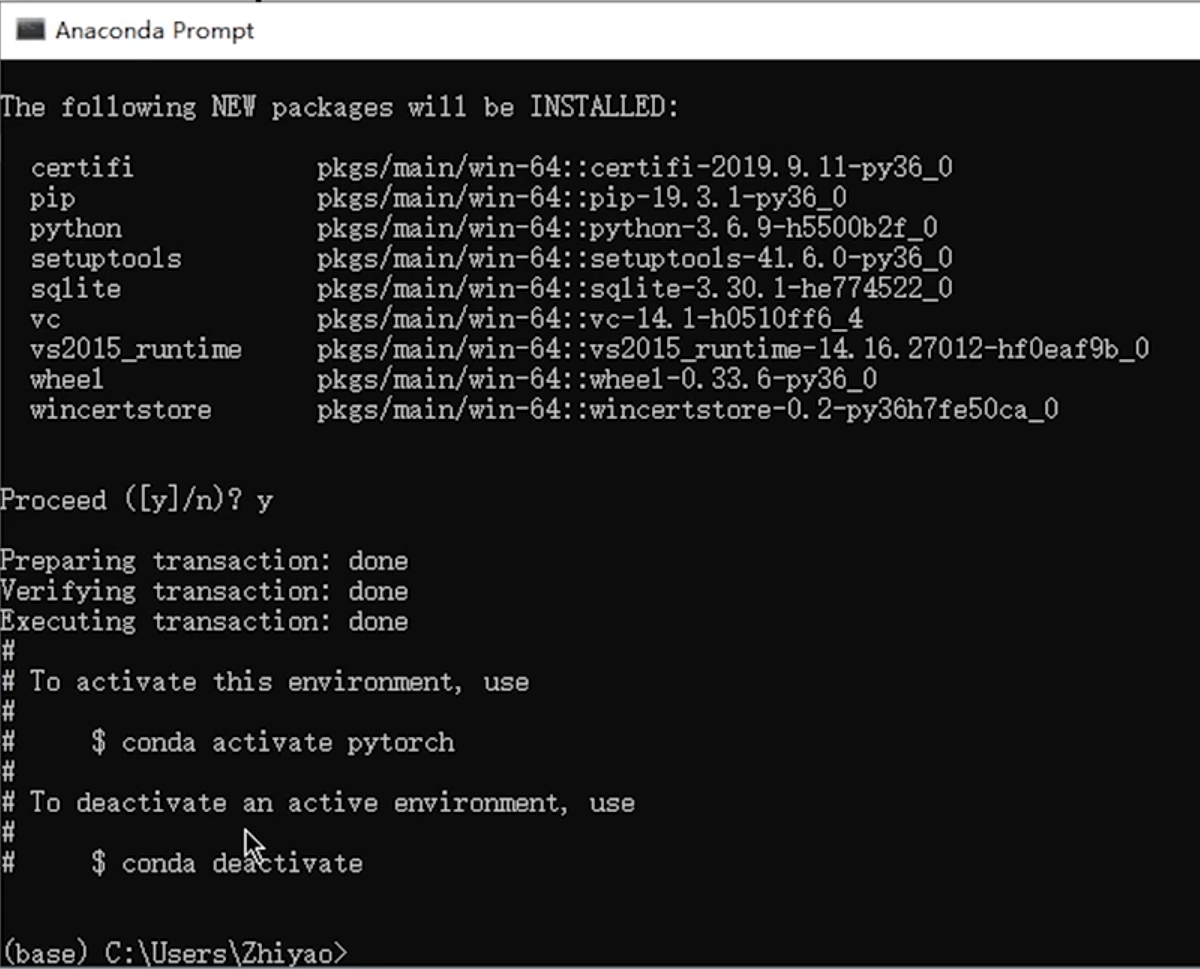 Anaconda Prompt
The following NEW packages will be INSTALLED:
certifi pkgs/main/win-64::certifi-2019.9.11-py36_0
pip pkgs/main/win-64::pip-19.3.1-py36_0
python pkgs/main/win-64::python-3.6.9-h5500b2f_0
setuptools pkgs/main/win-64::setuptools-41.6.0-py36_0
sqlite pkgs/main/win-64::sqlite-3.30.1-he774522_0
vc pkgs/main/win-64::vc-14.1-h0510ff6_4
vs2015_runtime pkgs/main/win-64::vs2015_runtime-14.16.27012-hf0eaf9b_0
wheel pkgs/main/win-64::wheel-0.33.6-py36_0
wincertstore pkgs/main/win-64::wincertstore-0.2-py36h7fe50ca_0
Proceed ([y]/n)? y
Preparing transaction: done
Verifying transaction: done
Executing transaction: done
#
# To activate this environment, use
#
# $ conda activate pytorch
#
# To deactivate an active environment, use
#
# $ conda deactivate
(base) C:\Users\Zhiyao>